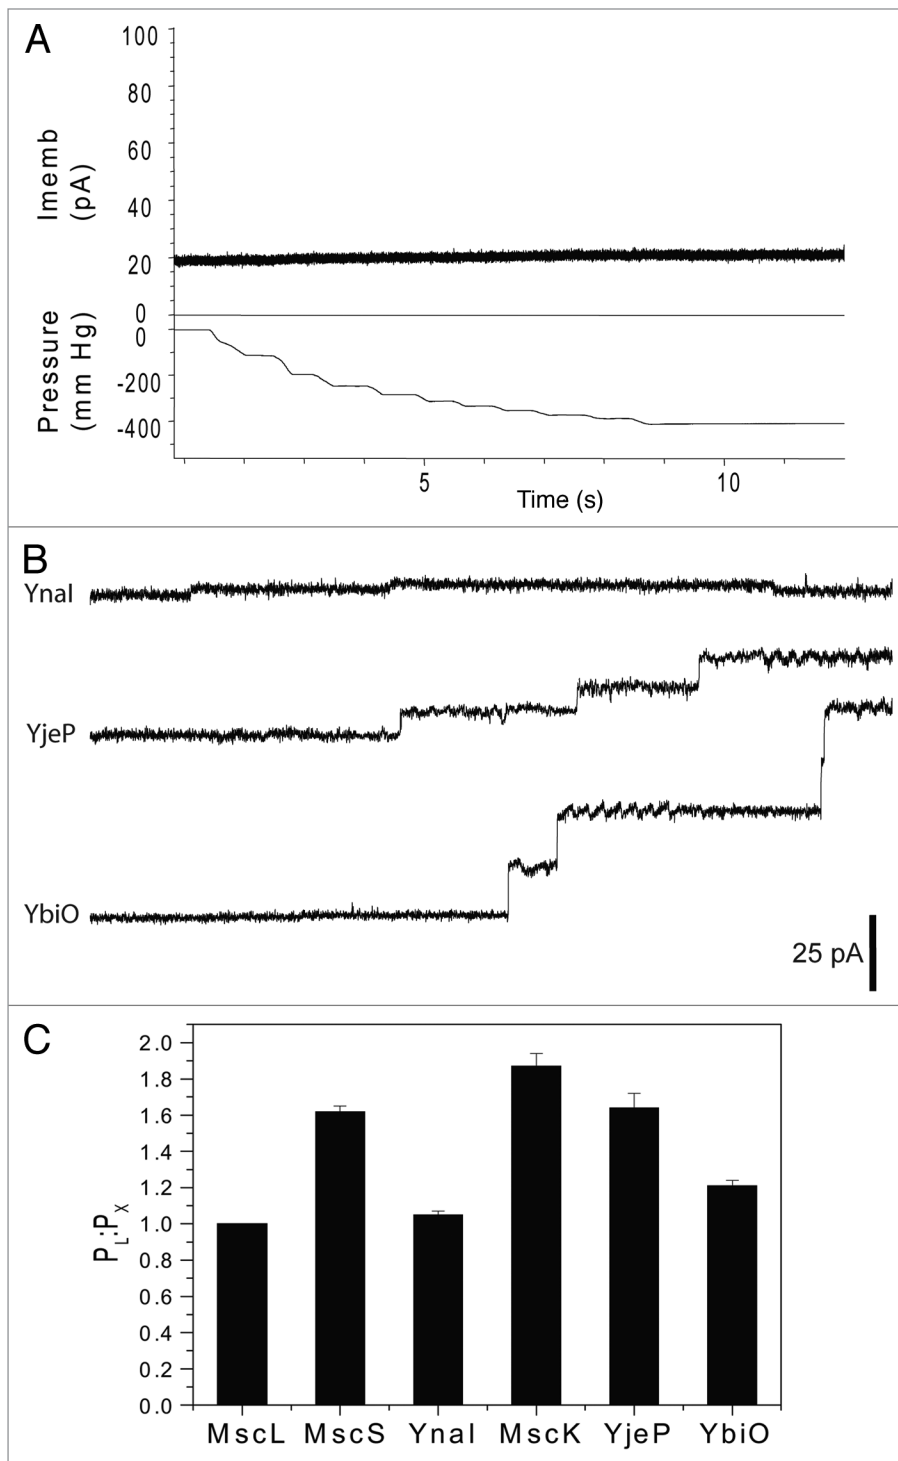 A
100
80
60
40
20
0
Imemb
(pA)
0
-200
-400
Pressure
(mm Hg)
5
10
Time (s)
B
YnaI
YjeP
YbiO
25 pA
C
2.0
1.8
1.6
1.4
1.2
1.0
0.8
0.6
0.4
0.2
0.0
PL:PX
MscL MscS YnaI MscK YjeP YbiO